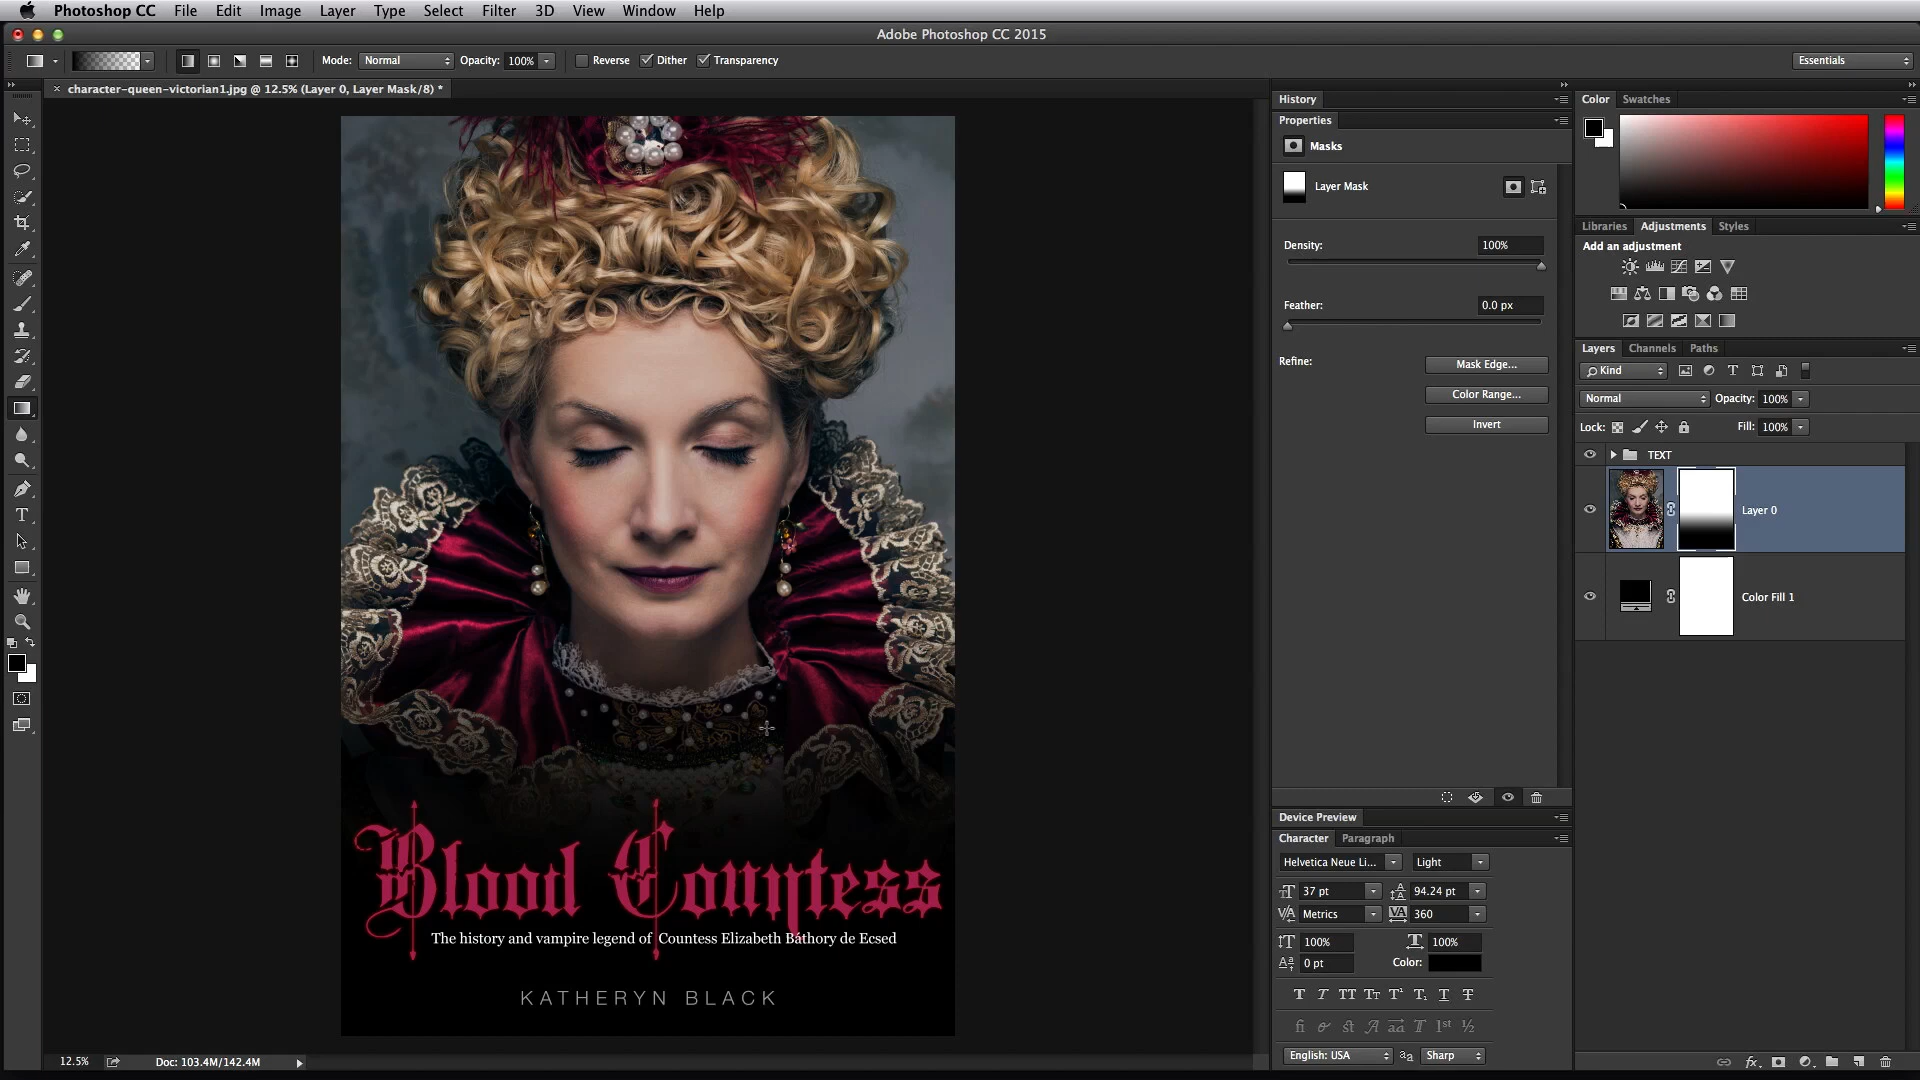 Photoshop CC File Edit Image Layer Type Select Filter 3D View Window Help
Adobe Photoshop CC 2015
Mode: Normal Opacity: 100% Reverse Dither Transparency Essentials
× character-queen-victorian1.jpg @ 12.5% (Layer 0, Layer Mask/8) *
History
Properties
Masks
Layer Mask
Density: 100%
Feather: 0.0 px
Refine: Mask Edge...
Color Range...
Invert
Device Preview
Character Paragraph
Helvetica Neue Li... Light
37 pt 94.24 pt
Metrics 360
100% 100%
0 pt Color:
English: USA Sharp
Color Swatches
Libraries Adjustments Styles
Add an adjustment
Layers Channels Paths
Kind
Normal Opacity: 100%
Lock: Fill: 100%
TEXT
Layer 0
Color Fill 1
Blood Countess
The history and vampire legend of Countess Elizabeth Báthory de Ecsed
KATHERYN BLACK
12.5% Doc: 103.4M/142.4M